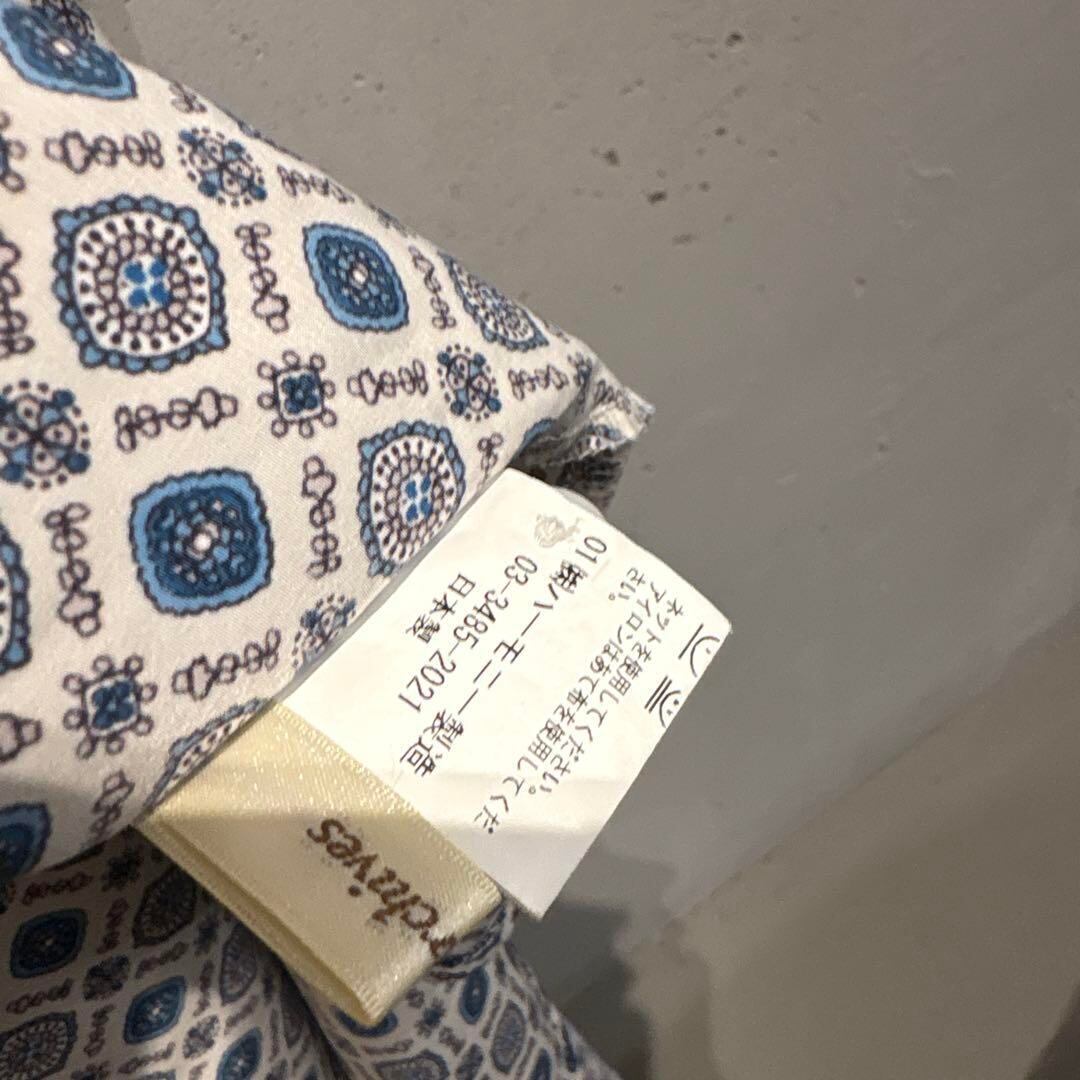 ネットを使用してください。
アイロンはあて布を使用してくだ
さい。
01 ㈱ハーモニー製造
03-3485-2021
日本製
chives